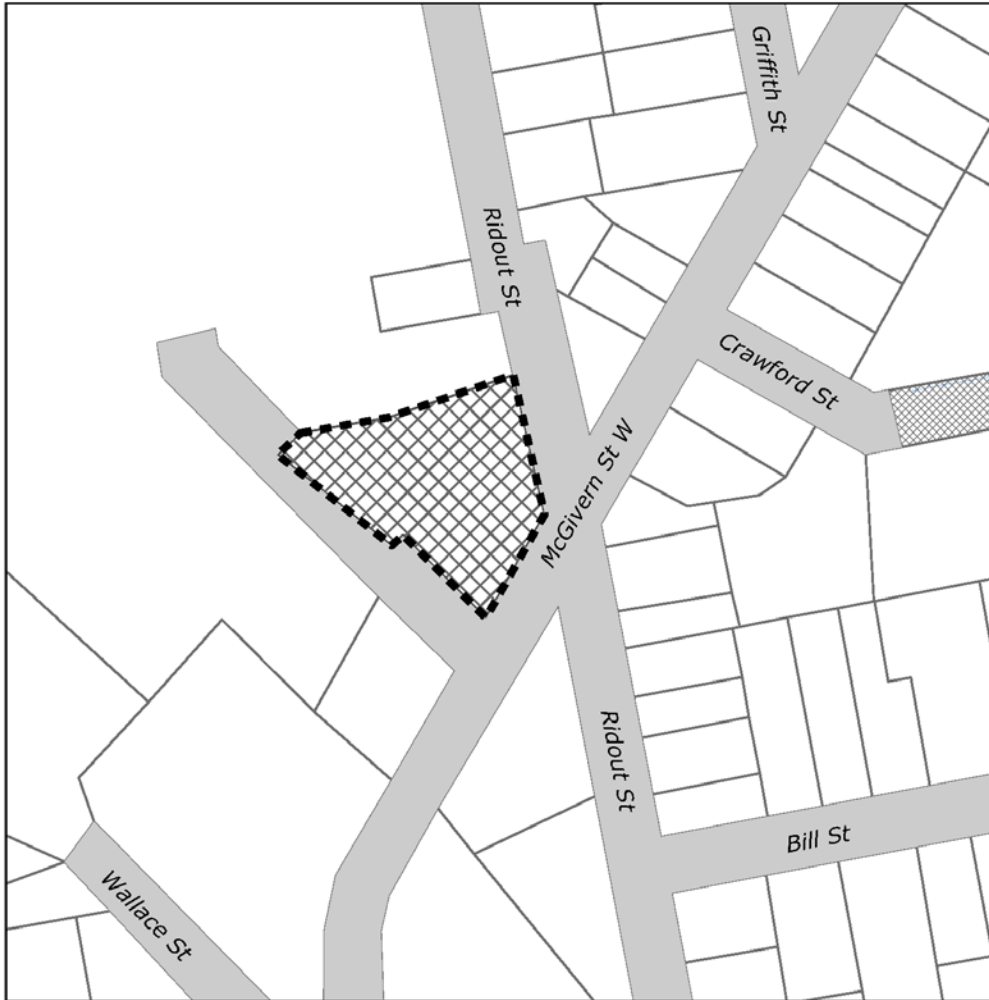 Griffith St
Ridout St
Crawford St
McGivern St W
Ridout St
Bill St
Wallace St